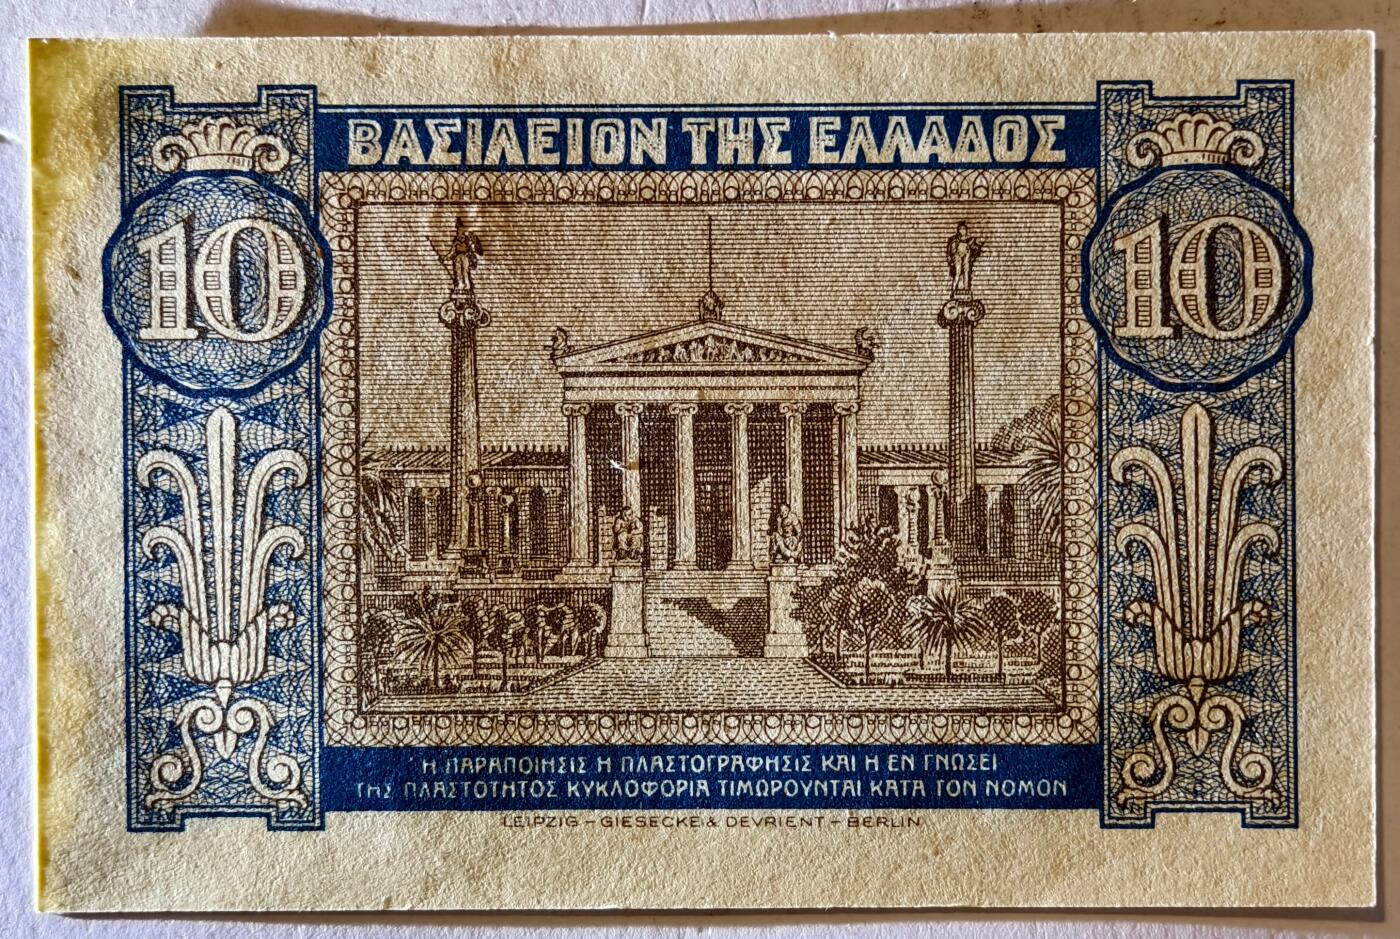 ΒΑΣΙΛΕΙΟΝ ΤΗΣ ΕΛΛΑΔΟΣ
10
10
Η ΠΑΡΑΠΟΙΗΣΙΣ Η ΠΛΑΣΤΟΓΡΑΦΗΣΙΣ ΚΑΙ Η ΕΝ ΓΝΩΣΕΙ
ΤΗΣ ΠΛΑΣΤΟΤΗΤΟΣ ΚΥΚΛΟΦΟΡΙΑ ΤΙΜΩΡΟΥΝΤΑΙ ΚΑΤΑ ΤΟΝ ΝΟΜΟΝ
LEIPZIG – GIESECKE & DEVRIENT – BERLIN